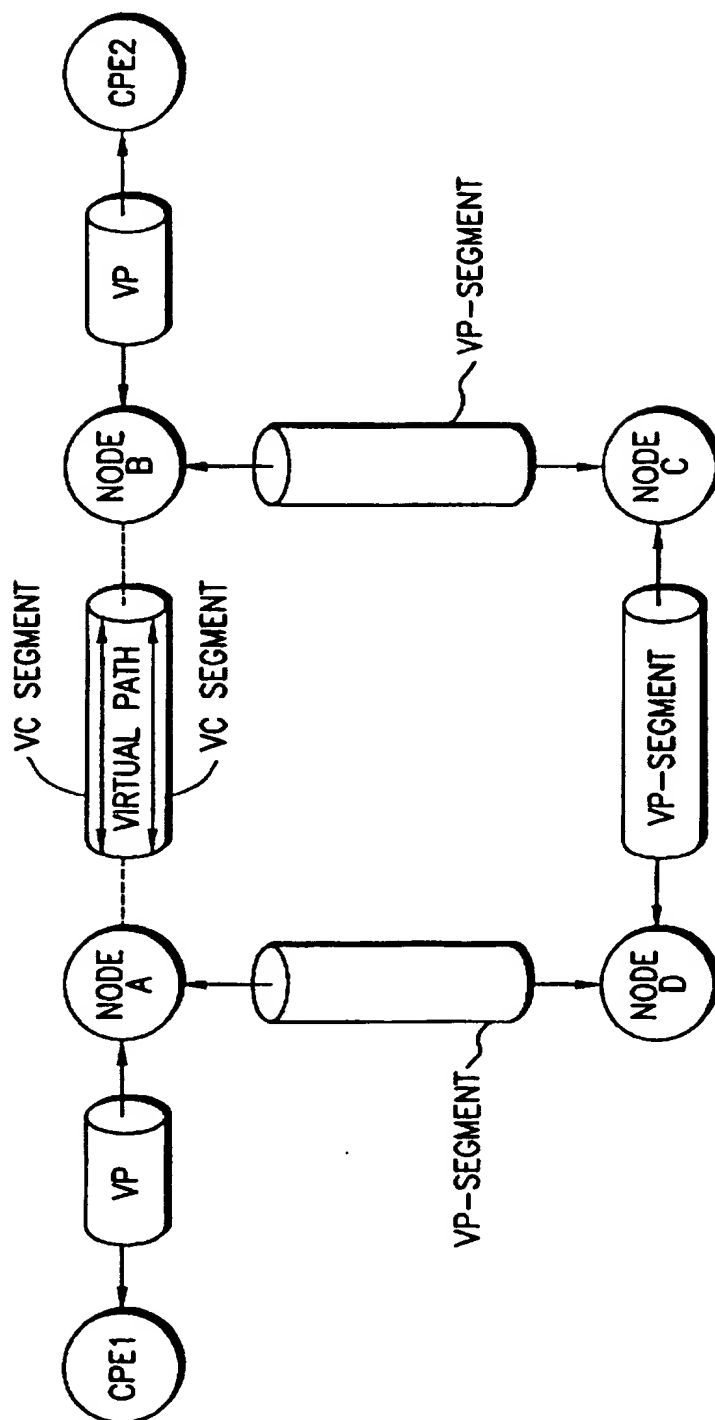 VC SEGMENT
CPE1
VP
NODE
A
VIRTUAL PATH
NODE
B
VP
CPE2
VC SEGMENT
VP-SEGMENT
VP-SEGMENT
NODE
D
VP-SEGMENT
NODE
C